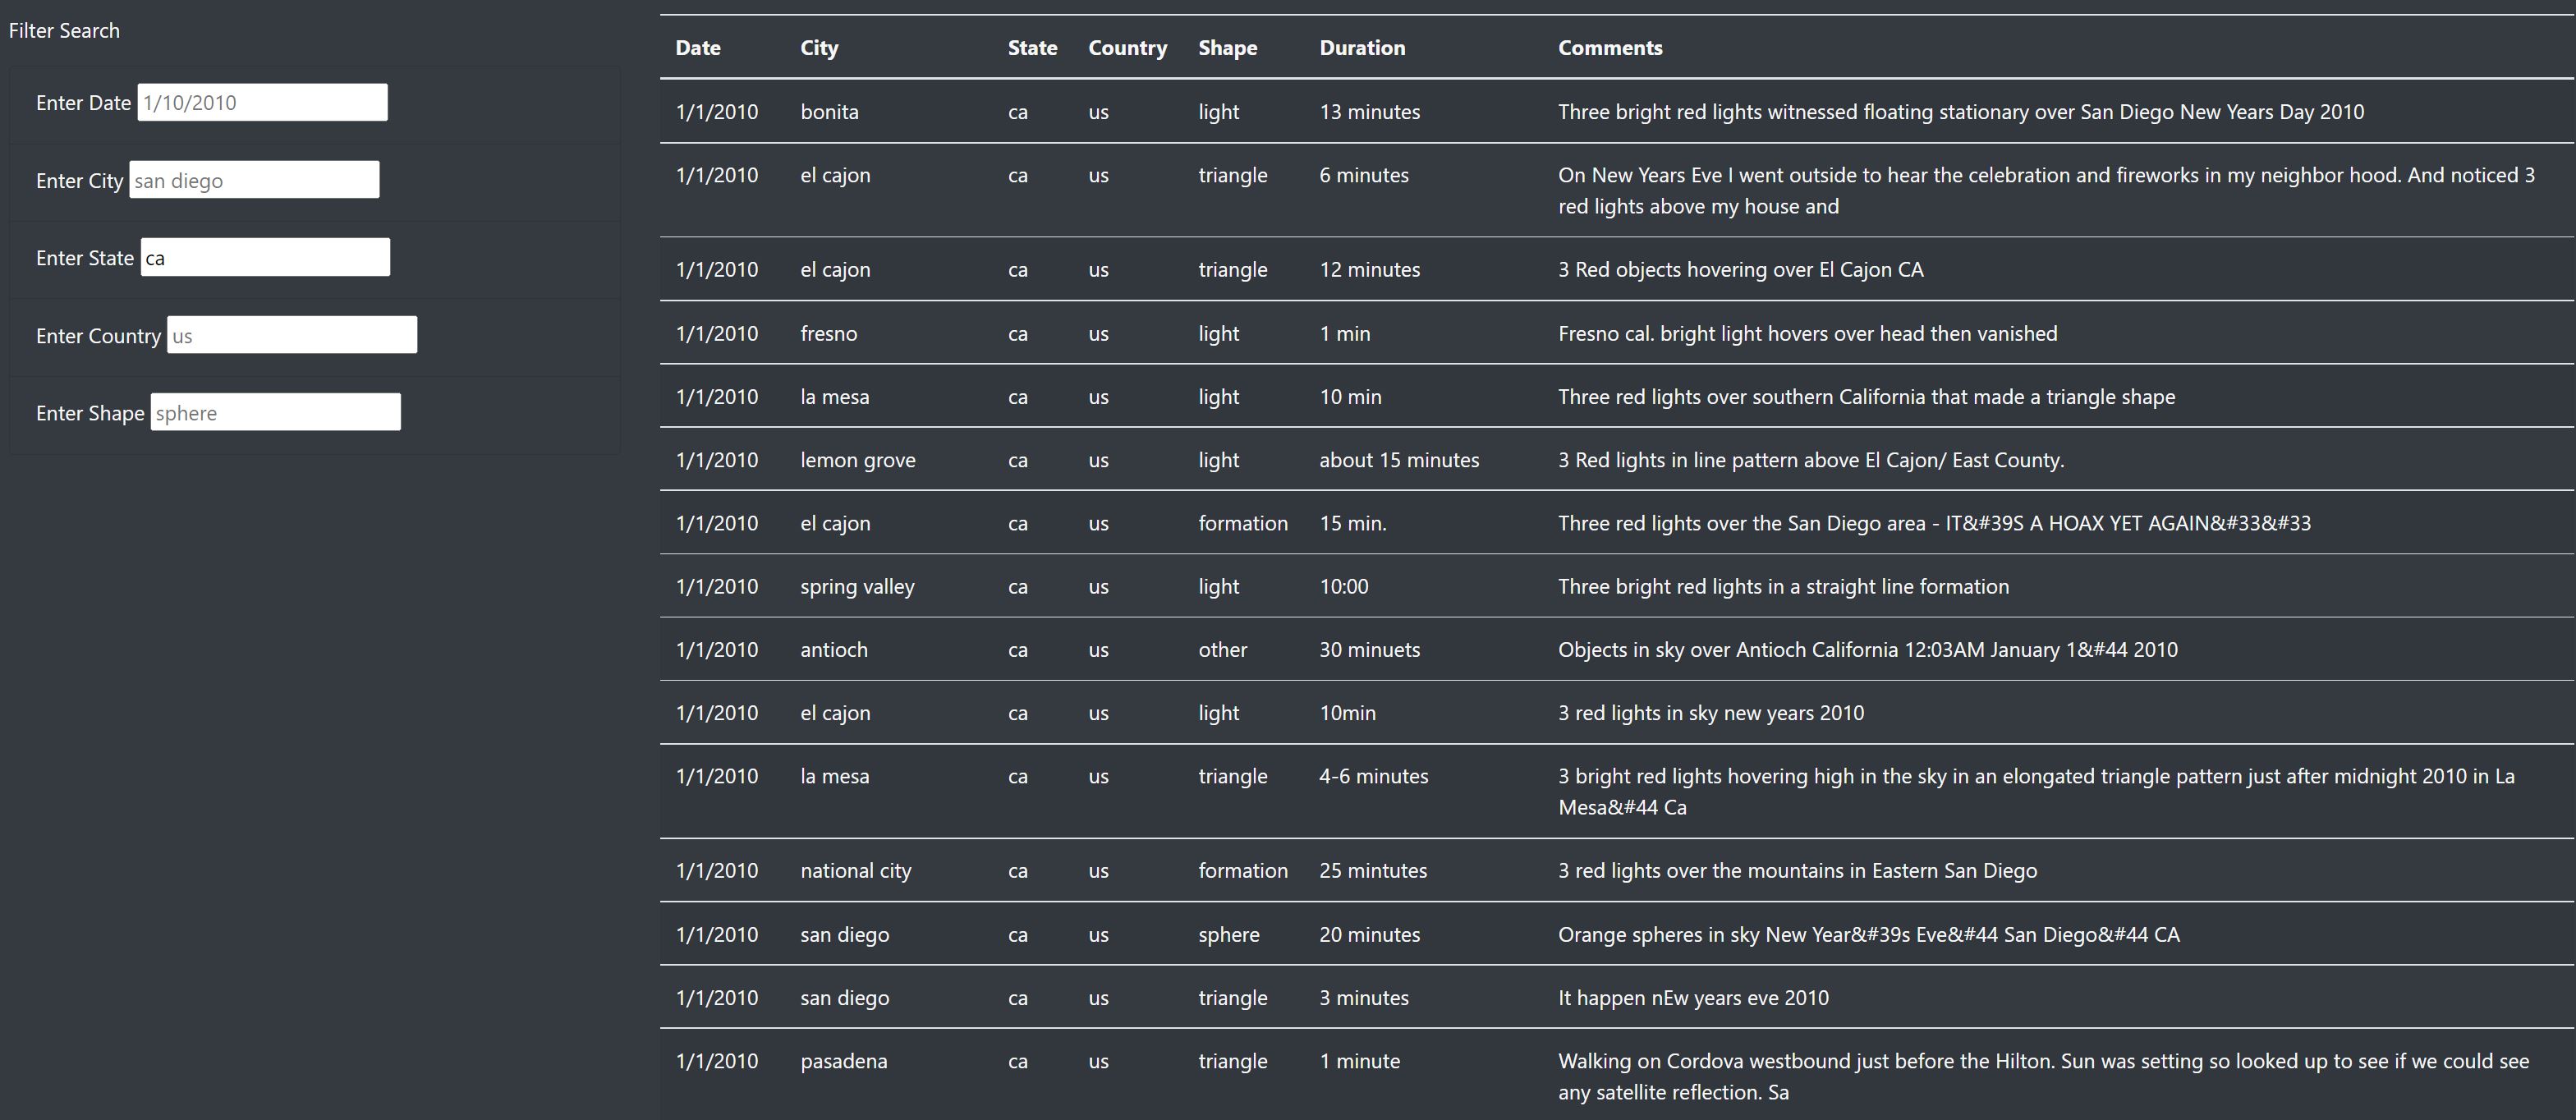 Filter Search
Enter Date 1/10/2010
Enter City san diego
Enter State ca
Enter Country us
Enter Shape sphere
Date City State Country Shape Duration Comments
1/1/2010 bonita ca us light 13 minutes Three bright red lights witnessed floating stationary over San Diego New Years Day 2010
1/1/2010 el cajon ca us triangle 6 minutes On New Years Eve I went outside to hear the celebration and fireworks in my neighbor hood. And noticed 3
red lights above my house and
1/1/2010 el cajon ca us triangle 12 minutes 3 Red objects hovering over El Cajon CA
1/1/2010 fresno ca us light 1 min Fresno cal. bright light hovers over head then vanished
1/1/2010 la mesa ca us light 10 min Three red lights over southern California that made a triangle shape
1/1/2010 lemon grove ca us light about 15 minutes 3 Red lights in line pattern above El Cajon/ East County.
1/1/2010 el cajon ca us formation 15 min. Three red lights over the San Diego area - IT&#39S A HOAX YET AGAIN&#33&#33
1/1/2010 spring valley ca us light 10:00 Three bright red lights in a straight line formation
1/1/2010 antioch ca us other 30 minuets Objects in sky over Antioch California 12:03AM January 1&#44 2010
1/1/2010 el cajon ca us light 10min 3 red lights in sky new years 2010
1/1/2010 la mesa ca us triangle 4-6 minutes 3 bright red lights hovering high in the sky in an elongated triangle pattern just after midnight 2010 in La
Mesa&#44 Ca
1/1/2010 national city ca us formation 25 mintutes 3 red lights over the mountains in Eastern San Diego
1/1/2010 san diego ca us sphere 20 minutes Orange spheres in sky New Year&#39s Eve&#44 San Diego&#44 CA
1/1/2010 san diego ca us triangle 3 minutes It happen nEw years eve 2010
1/1/2010 pasadena ca us triangle 1 minute Walking on Cordova westbound just before the Hilton. Sun was setting so looked up to see if we could see
any satellite reflection. Sa